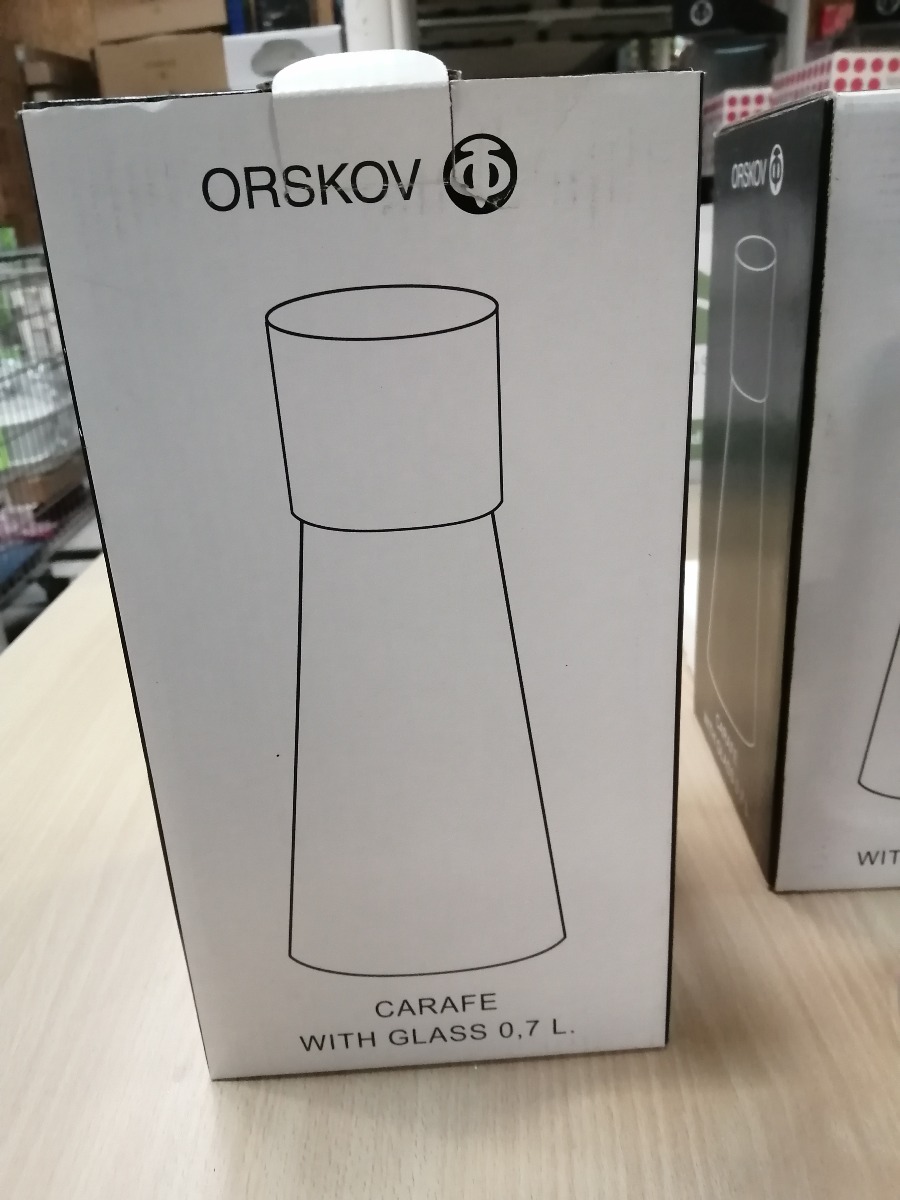 ORSKOV
CARAFE
WITH GLASS 0,7 L.
ORSKOV
WIT